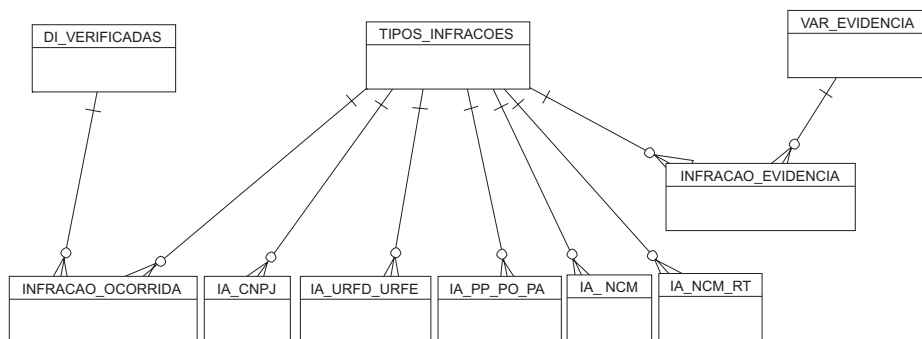 DI_VERIFICADAS
TIPOS_INFRACOES
VAR_EVIDENCIA
INFRACAO_EVIDENCIA
INFRACAO_OCORRIDA
IA_CNPJ
IA_URFD_URFE
IA_PP_PO_PA
IA_ NCM
IA_NCM_RT